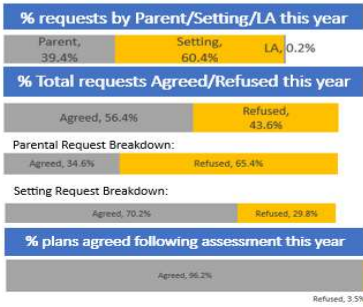 % requests by Parent/Setting/LA this year
Parent, Setting, LA, 0.2%
39.4% 60.4%
% Total requests Agreed/Refused this year
Agreed, 56.4% Refused,
43.6%
Parental Request Breakdown:
Agreed, 34.6% Refused, 65.4%
Setting Request Breakdown:
Agreed, 70.2% Refused, 29.8%
% plans agreed following assessment this year
Agreed, 96.2%
Refused, 3.5%